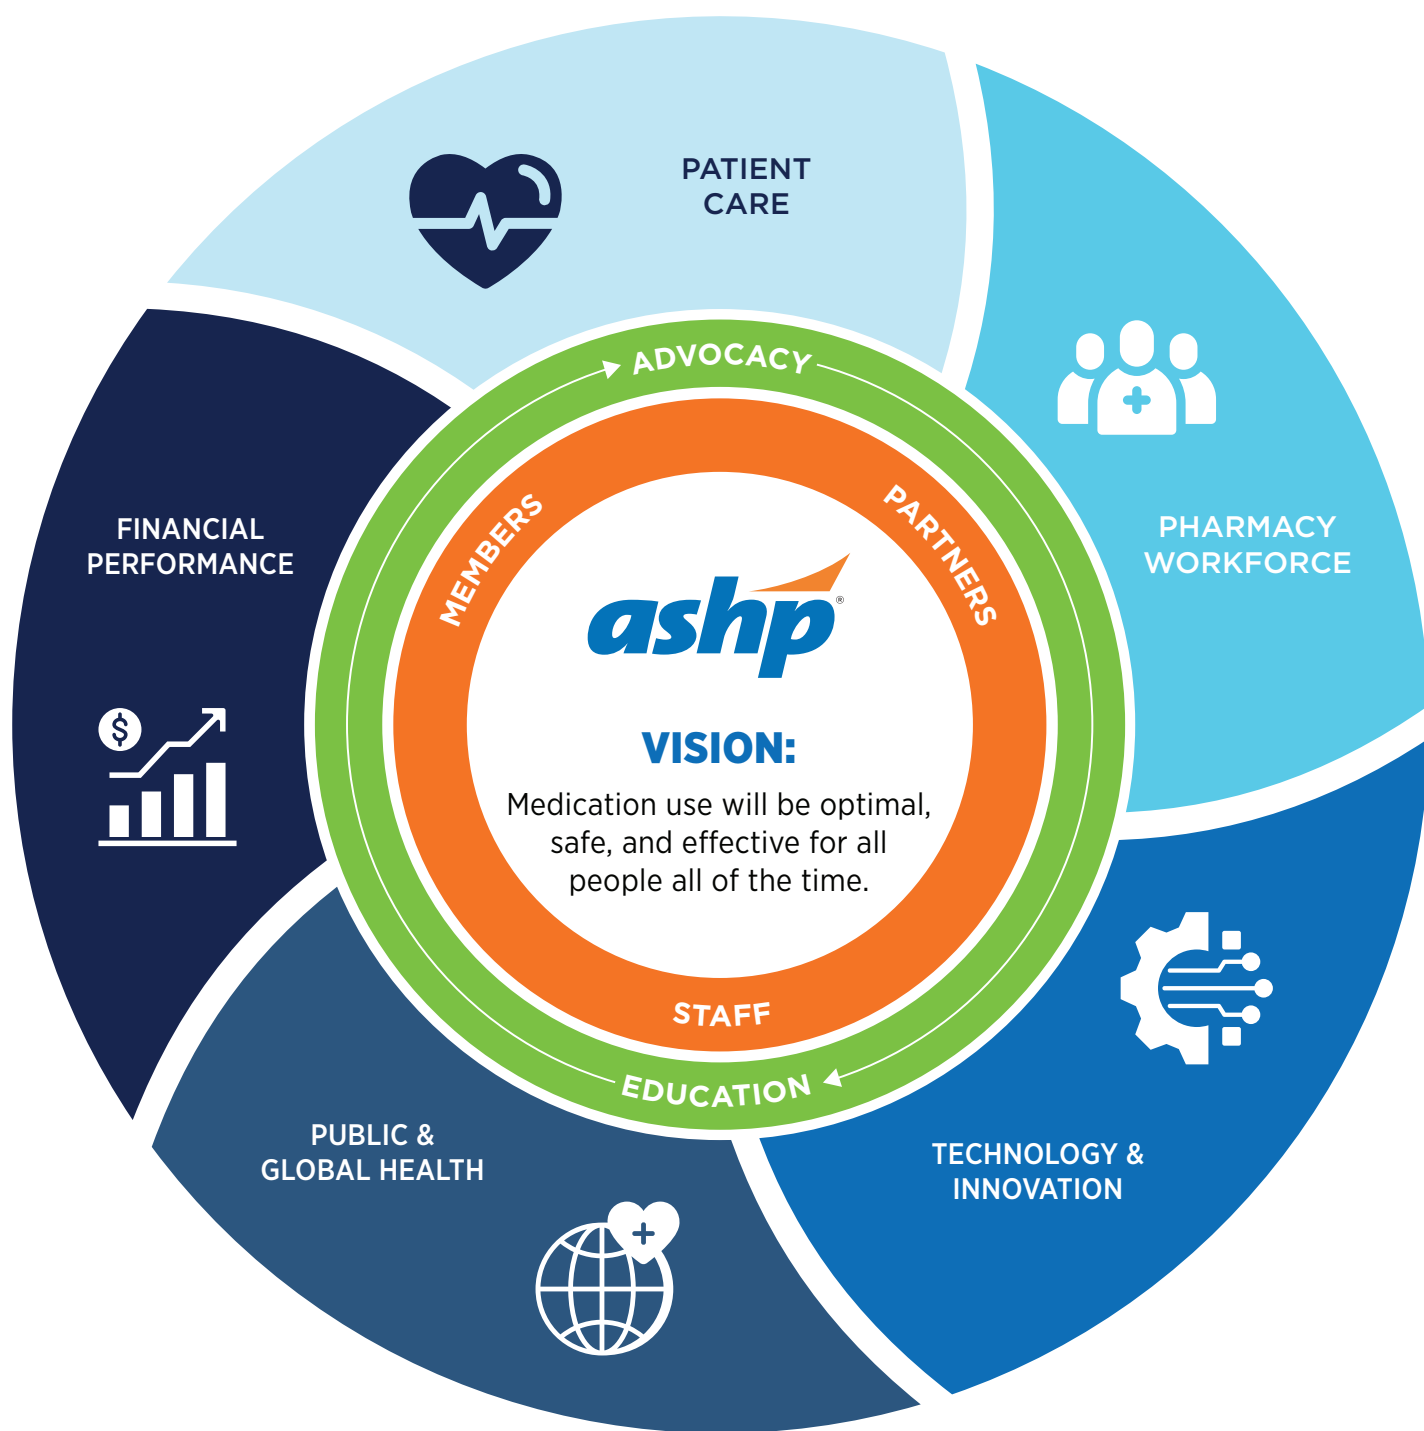 PATIENT
CARE
PHARMACY
WORKFORCE
TECHNOLOGY &
INNOVATION
PUBLIC &
GLOBAL HEALTH
FINANCIAL
PERFORMANCE
$
ADVOCACY
EDUCATION
MEMBERS
PARTNERS
STAFF
ashp®
VISION:
Medication use will be optimal,
safe, and effective for all
people all of the time.